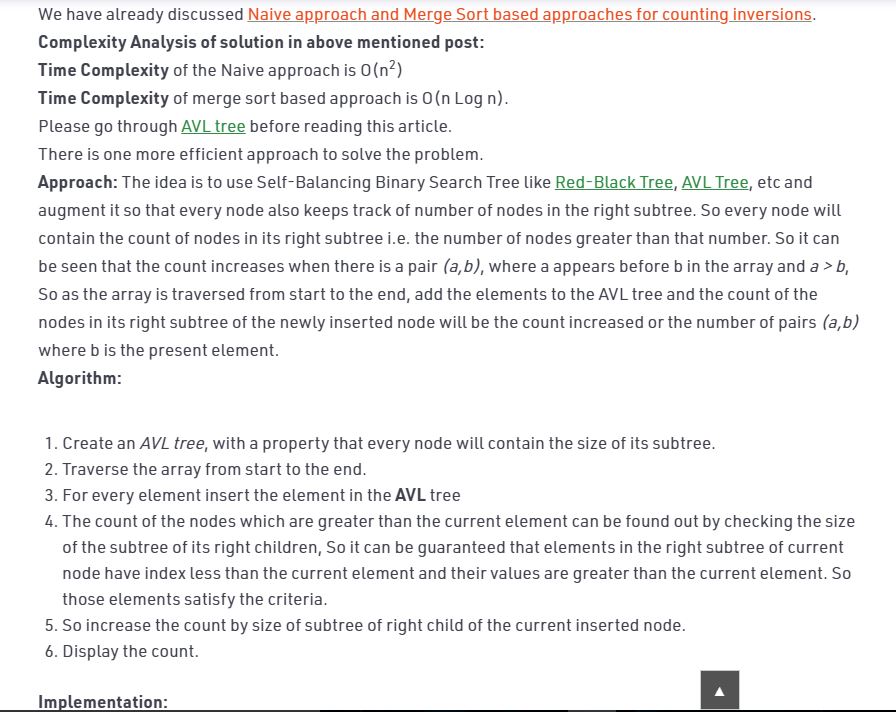 We have already discussed Naive approach and Merge Sort based approaches for counting inversions.
Complexity Analysis of solution in above mentioned post:
Time Complexity of the Naive approach is O(n²)
Time Complexity of merge sort based approach is O(n Log n).
Please go through AVL tree before reading this article.
There is one more efficient approach to solve the problem.
Approach: The idea is to use Self-Balancing Binary Search Tree like Red-Black Tree, AVL Tree, etc and
augment it so that every node also keeps track of number of nodes in the right subtree. So every node will
contain the count of nodes in its right subtree i.e. the number of nodes greater than that number. So it can
be seen that the count increases when there is a pair (a,b), where a appears before b in the array and a > b,
So as the array is traversed from start to the end, add the elements to the AVL tree and the count of the
nodes in its right subtree of the newly inserted node will be the count increased or the number of pairs (a,b)
where b is the present element.
Algorithm:
1. Create an AVL tree, with a property that every node will contain the size of its subtree.
2. Traverse the array from start to the end.
3. For every element insert the element in the AVL tree
4. The count of the nodes which are greater than the current element can be found out by checking the size
of the subtree of its right children, So it can be guaranteed that elements in the right subtree of current
node have index less than the current element and their values are greater than the current element. So
those elements satisfy the criteria.
5. So increase the count by size of subtree of right child of the current inserted node.
6. Display the count.
Implementation: